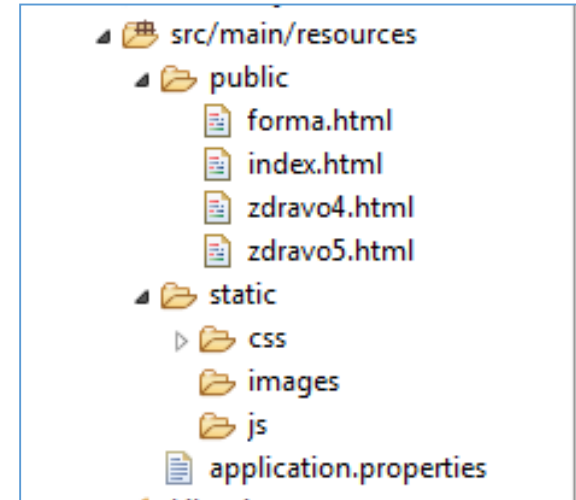 src/main/resources
public
forma.html
index.html
zdravo4.html
zdravo5.html
static
css
images
js
application.properties